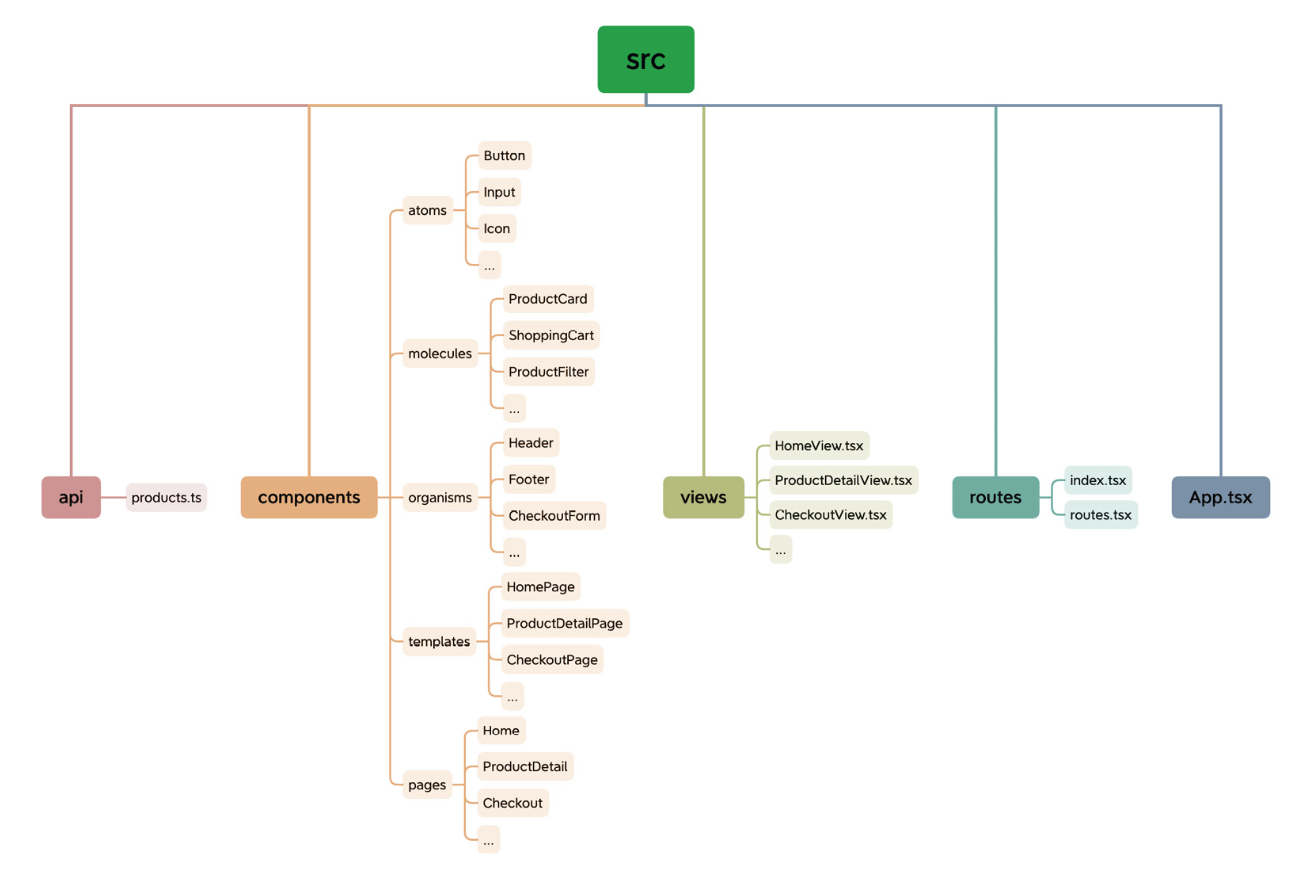 src
api
products.ts
components
atoms
Button
Input
Icon
...
molecules
ProductCard
ShoppingCart
ProductFilter
...
organisms
Header
Footer
CheckoutForm
...
templates
HomePage
ProductDetailPage
CheckoutPage
...
pages
Home
ProductDetail
Checkout
...
views
HomeView.tsx
ProductDetailView.tsx
CheckoutView.tsx
...
routes
index.tsx
routes.tsx
App.tsx